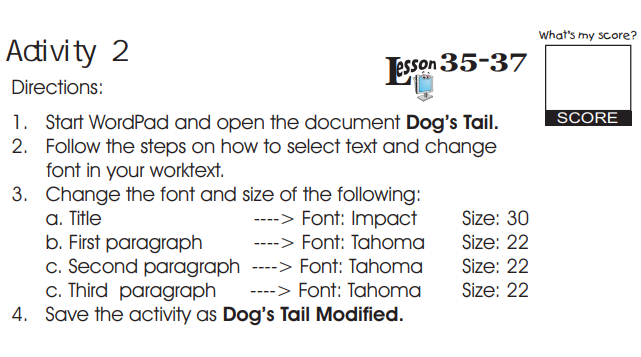 What's my score?
Activity 2
Lesson 35-37
Directions:
SCORE
1. Start WordPad and open the document Dog's Tail.
2. Follow the steps on how to select text and change
font in your worktext.
3. Change the font and size of the following:
a. Title ----> Font: Impact Size: 30
b. First paragraph ----> Font: Tahoma Size: 22
c. Second paragraph ----> Font: Tahoma Size: 22
c. Third paragraph ----> Font: Tahoma Size: 22
4. Save the activity as Dog's Tail Modified.